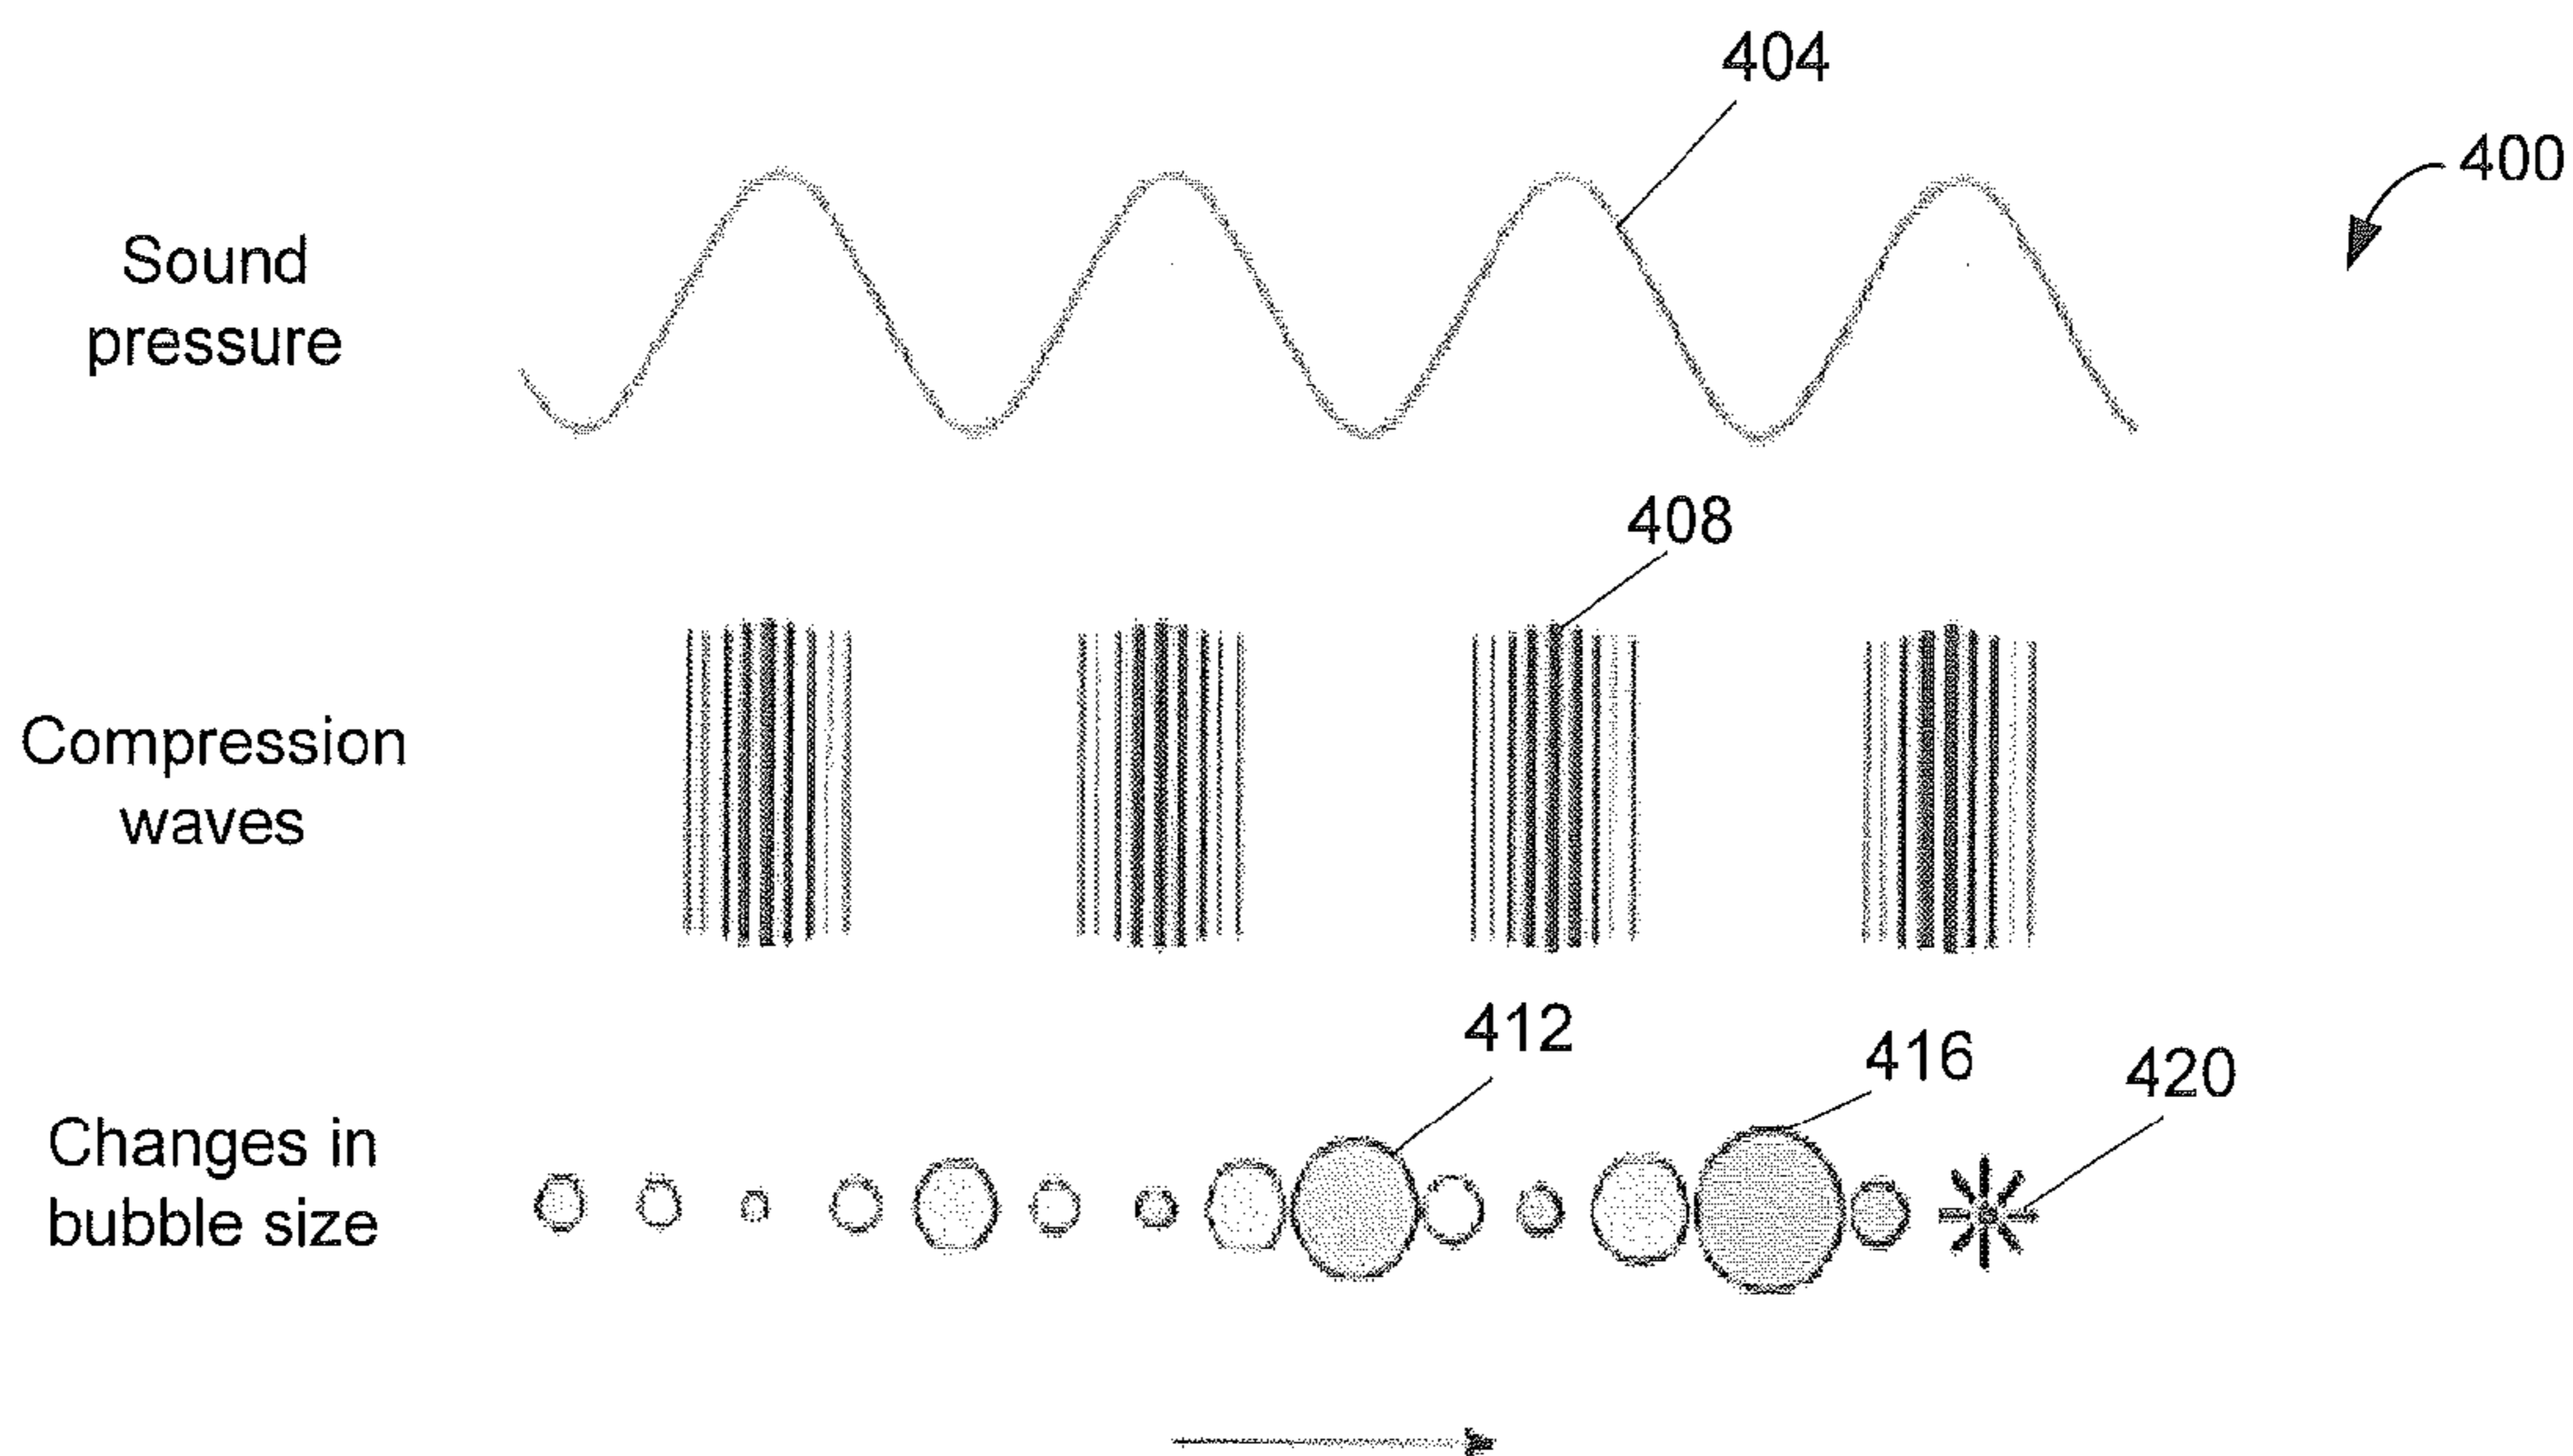 404
400
Sound
pressure
408
Compression
waves
412
416
420
Changes in
bubble size